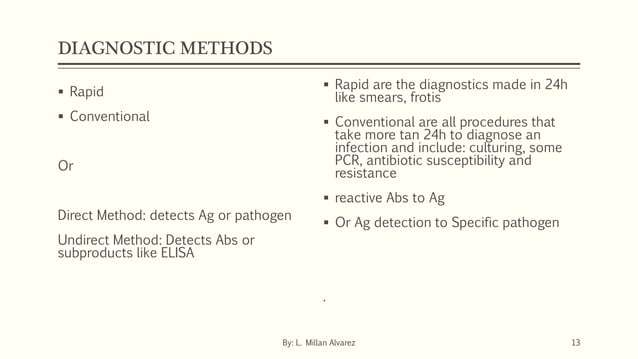 DIAGNOSTIC METHODS
▪ Rapid
▪ Conventional
Or
Direct Method: detects Ag or pathogen
Undirect Method: Detects Abs or
subproducts like ELISA
▪ Rapid are the diagnostics made in 24h
like smears, frotis
▪ Conventional are all procedures that
take more tan 24h to diagnose an
infection and include: culturing, some
PCR, antibiotic susceptibility and
resistance
▪ reactive Abs to Ag
▪ Or Ag detection to Specific pathogen
By: L. Millan Alvarez
13